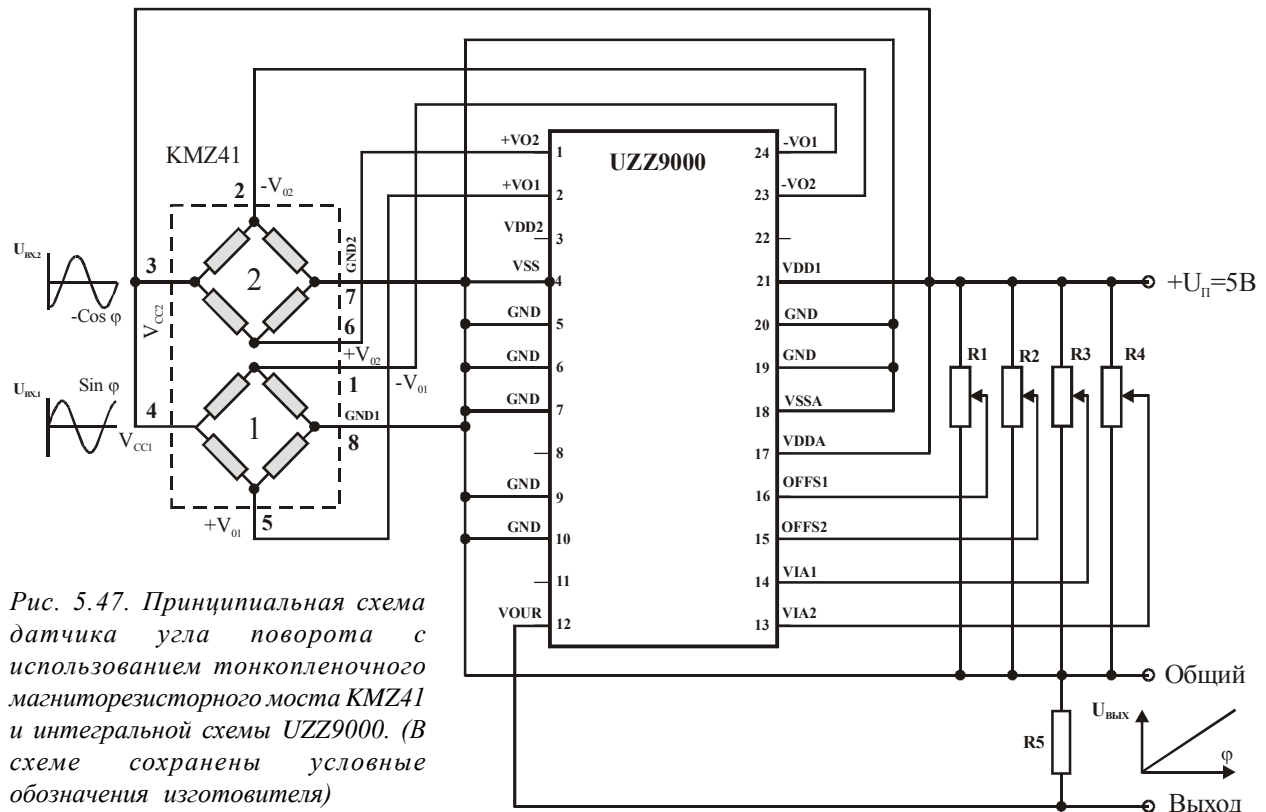 KMZ41
2
-V02
UВХ.2
-Cos φ
3
VCC2
2
GND2
7
6
+V02
1
-V01
UВХ.1
Sin φ
4
VCC1
1
GND1
8
+V01
5
UZZ9000
+VO2
1
+VO1
2
VDD2
3
VSS
4
GND
5
GND
6
GND
7
8
GND
9
GND
10
11
VOUR
12
24
-VO1
23
-VO2
22
21
VDD1
20
GND
19
GND
18
VSSA
17
VDDA
16
OFFS1
15
OFFS2
14
VIA1
13
VIA2
+UП=5В
R1
R2
R3
R4
Общий
R5
UВЫХ
φ
Выход
Рис. 5.47. Принципиальная схема
датчика угла поворота с
использованием тонкопленочного
магниторезисторного моста KMZ41
и интегральной схемы UZZ9000. (В
схеме сохранены условные
обозначения изготовителя)